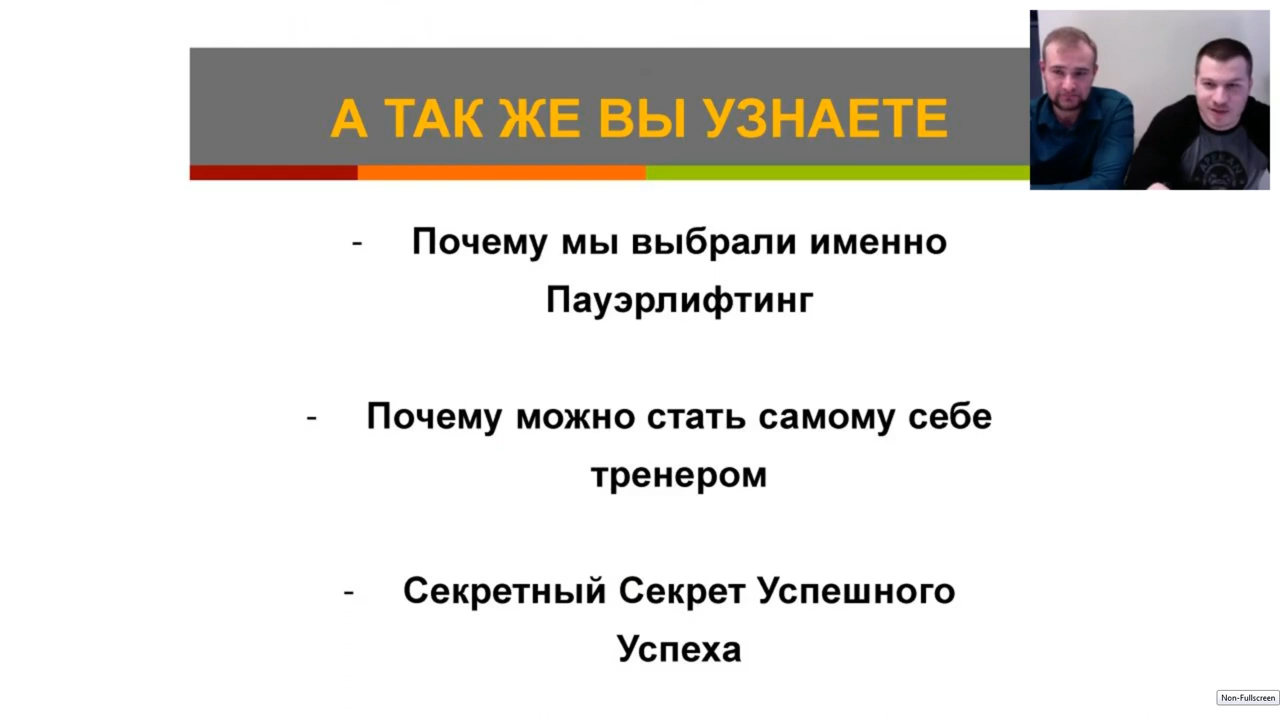 А ТАК ЖЕ ВЫ УЗНАЕТЕ
- Почему мы выбрали именно
Пауэрлифтинг
- Почему можно стать самому себе
тренером
- Секретный Секрет Успешного
Успеха
Non-Fullscreen